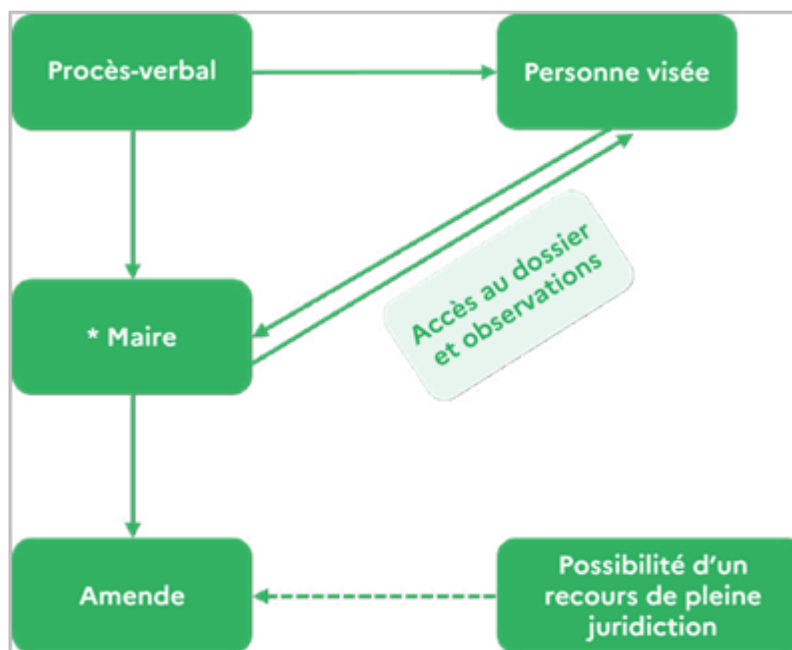 Procès-verbal
Personne visée
Accès au dossier
et observations
* Maire
Amende
Possibilité d’un
recours de pleine
juridiction